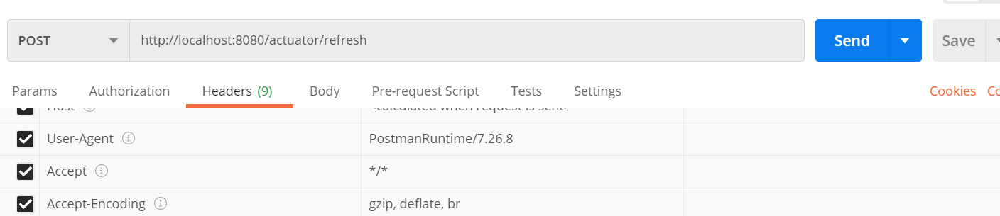 POST http://localhost:8080/actuator/refresh Send Save
Params Authorization Headers (9) Body Pre-request Script Tests Settings Cookies Co
Host <calculated when request is sent>
User-Agent PostmanRuntime/7.26.8
Accept */*
Accept-Encoding gzip, deflate, br